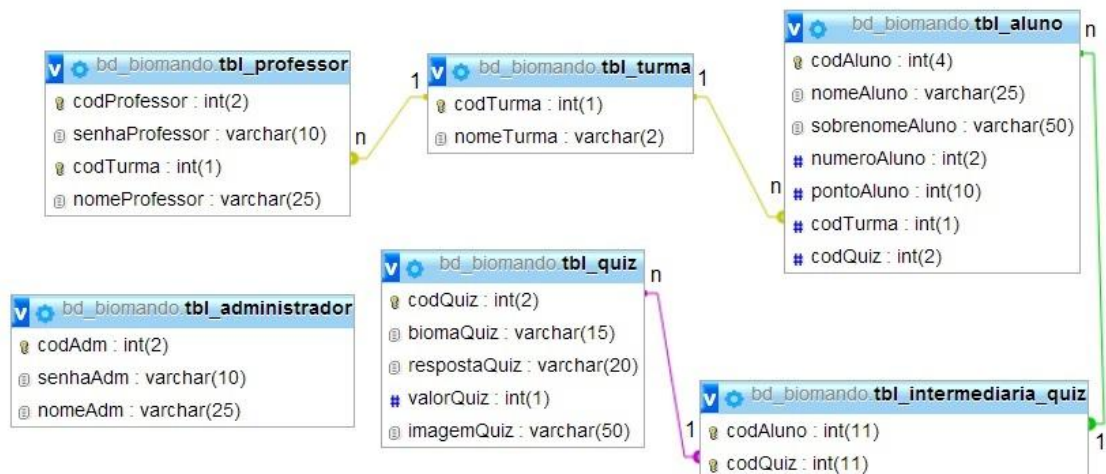 bd_biomando.tbl_professor
codProfessor : int(2)
senhaProfessor : varchar(10)
codTurma : int(1)
nomeProfessor : varchar(25)
1
n
v bd_biomando.tbl_turma
codTurma : int(1)
nomeTurma : varchar(2)
1
n
v bd_biomando.tbl_aluno
n
codAluno : int(4)
nomeAluno : varchar(25)
sobrenomeAluno : varchar(50)
# numeroAluno : int(2)
# pontoAluno : int(10)
# codTurma : int(1)
# codQuiz : int(2)
v bd_biomando.tbl_administrador
codAdm : int(2)
senhaAdm : varchar(10)
nomeAdm : varchar(25)
v bd_biomando.tbl_quiz
n
codQuiz : int(2)
biomaQuiz : varchar(15)
respostaQuiz : varchar(20)
# valorQuiz : int(1)
imagemQuiz : varchar(50)
1
v bd_biomando.tbl_intermediaria_quiz
codAluno : int(11)
codQuiz : int(11)
1